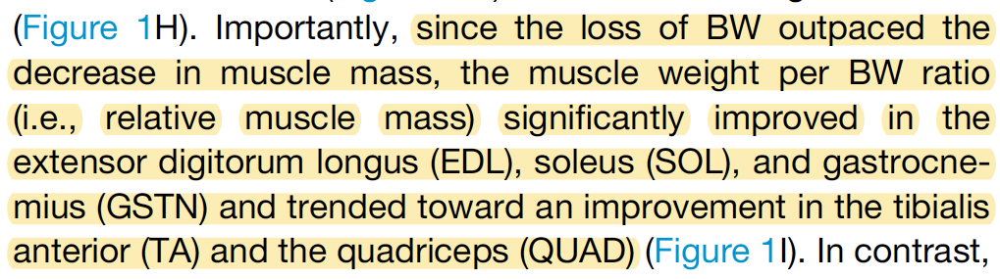 (Figure 1H). Importantly, since the loss of BW outpaced the
decrease in muscle mass, the muscle weight per BW ratio
(i.e., relative muscle mass) significantly improved in the
extensor digitorum longus (EDL), soleus (SOL), and gastrocne-
mius (GSTN) and trended toward an improvement in the tibialis
anterior (TA) and the quadriceps (QUAD) (Figure 1I). In contrast,